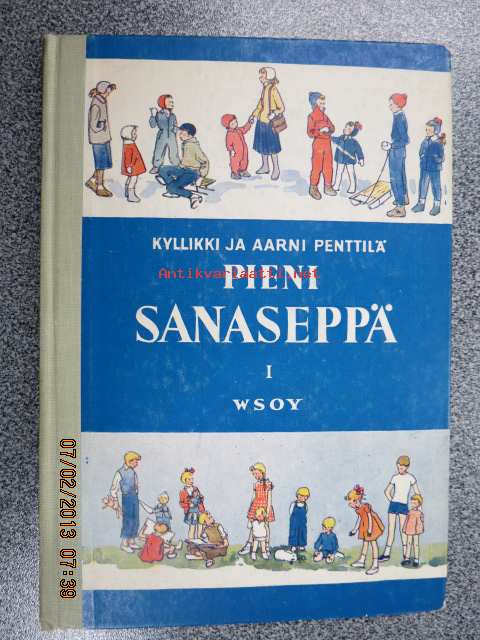 KYLLIKKI JA AARNI PENTTILÄ
Antikvariaatti.net
PIENI
SANASEPPÄ
I
WSOY
07/02/2013 07:39